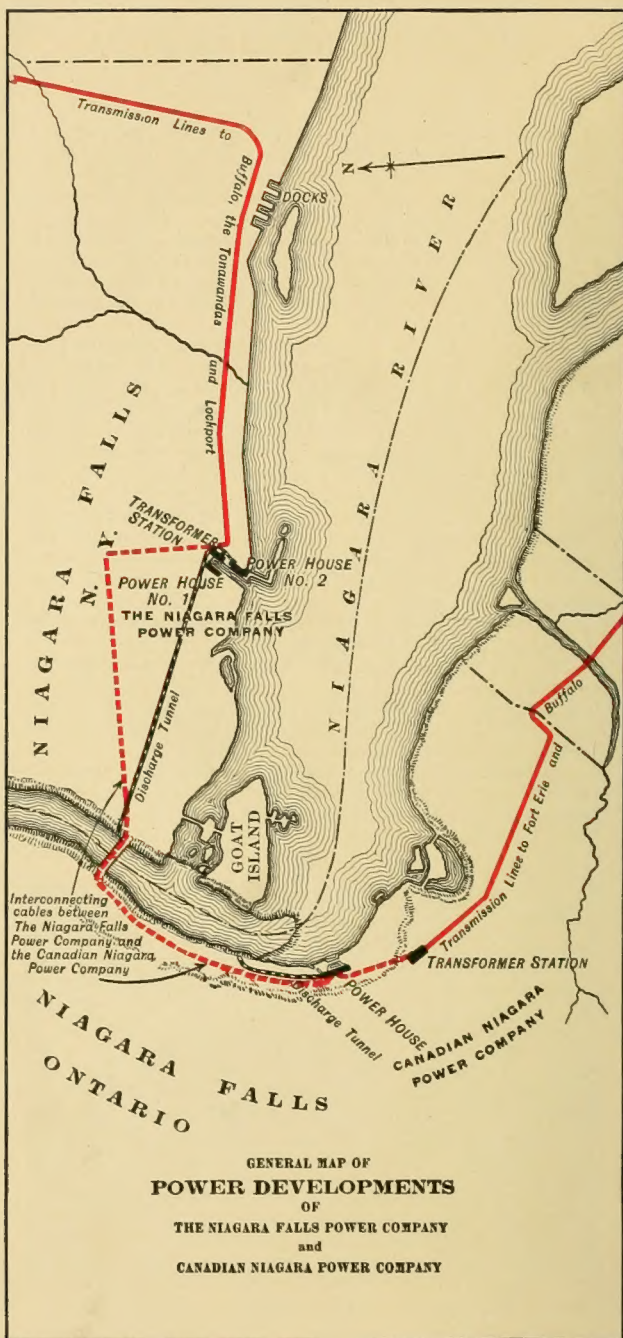 Transmission Lines to
Buffalo, the Tonawandas and Lockport
DOCKS
N
NIAGARA RIVER
NIAGARA FALLS
N. Y.
TRANSFORMER
STATION
POWER HOUSE
No. 2
POWER HOUSE
No. 1
THE NIAGARA FALLS
POWER COMPANY
Discharge Tunnel
GOAT
ISLAND
Buffalo
Transmission Lines to Fort Erie and
Interconnecting
cables between
The Niagara Falls
Power Company and
the Canadian Niagara
Power Company
TRANSFORMER STATION
POWER HOUSE
Discharge Tunnel
CANADIAN NIAGARA
POWER COMPANY
NIAGARA FALLS
ONTARIO
GENERAL MAP OF
POWER DEVELOPMENTS
OF
THE NIAGARA FALLS POWER COMPANY
and
CANADIAN NIAGARA POWER COMPANY